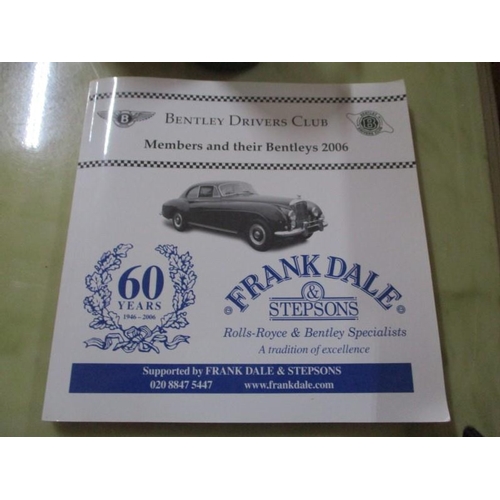 B
BENTLEY DRIVERS CLUB
Members and their Bentleys 2006
60
YEARS
1946 – 2006
FRANK DALE
&
STEPSONS
Rolls-Royce & Bentley Specialists
A tradition of excellence
Supported by FRANK DALE & STEPSONS
020 8847 5447 www.frankdale.com